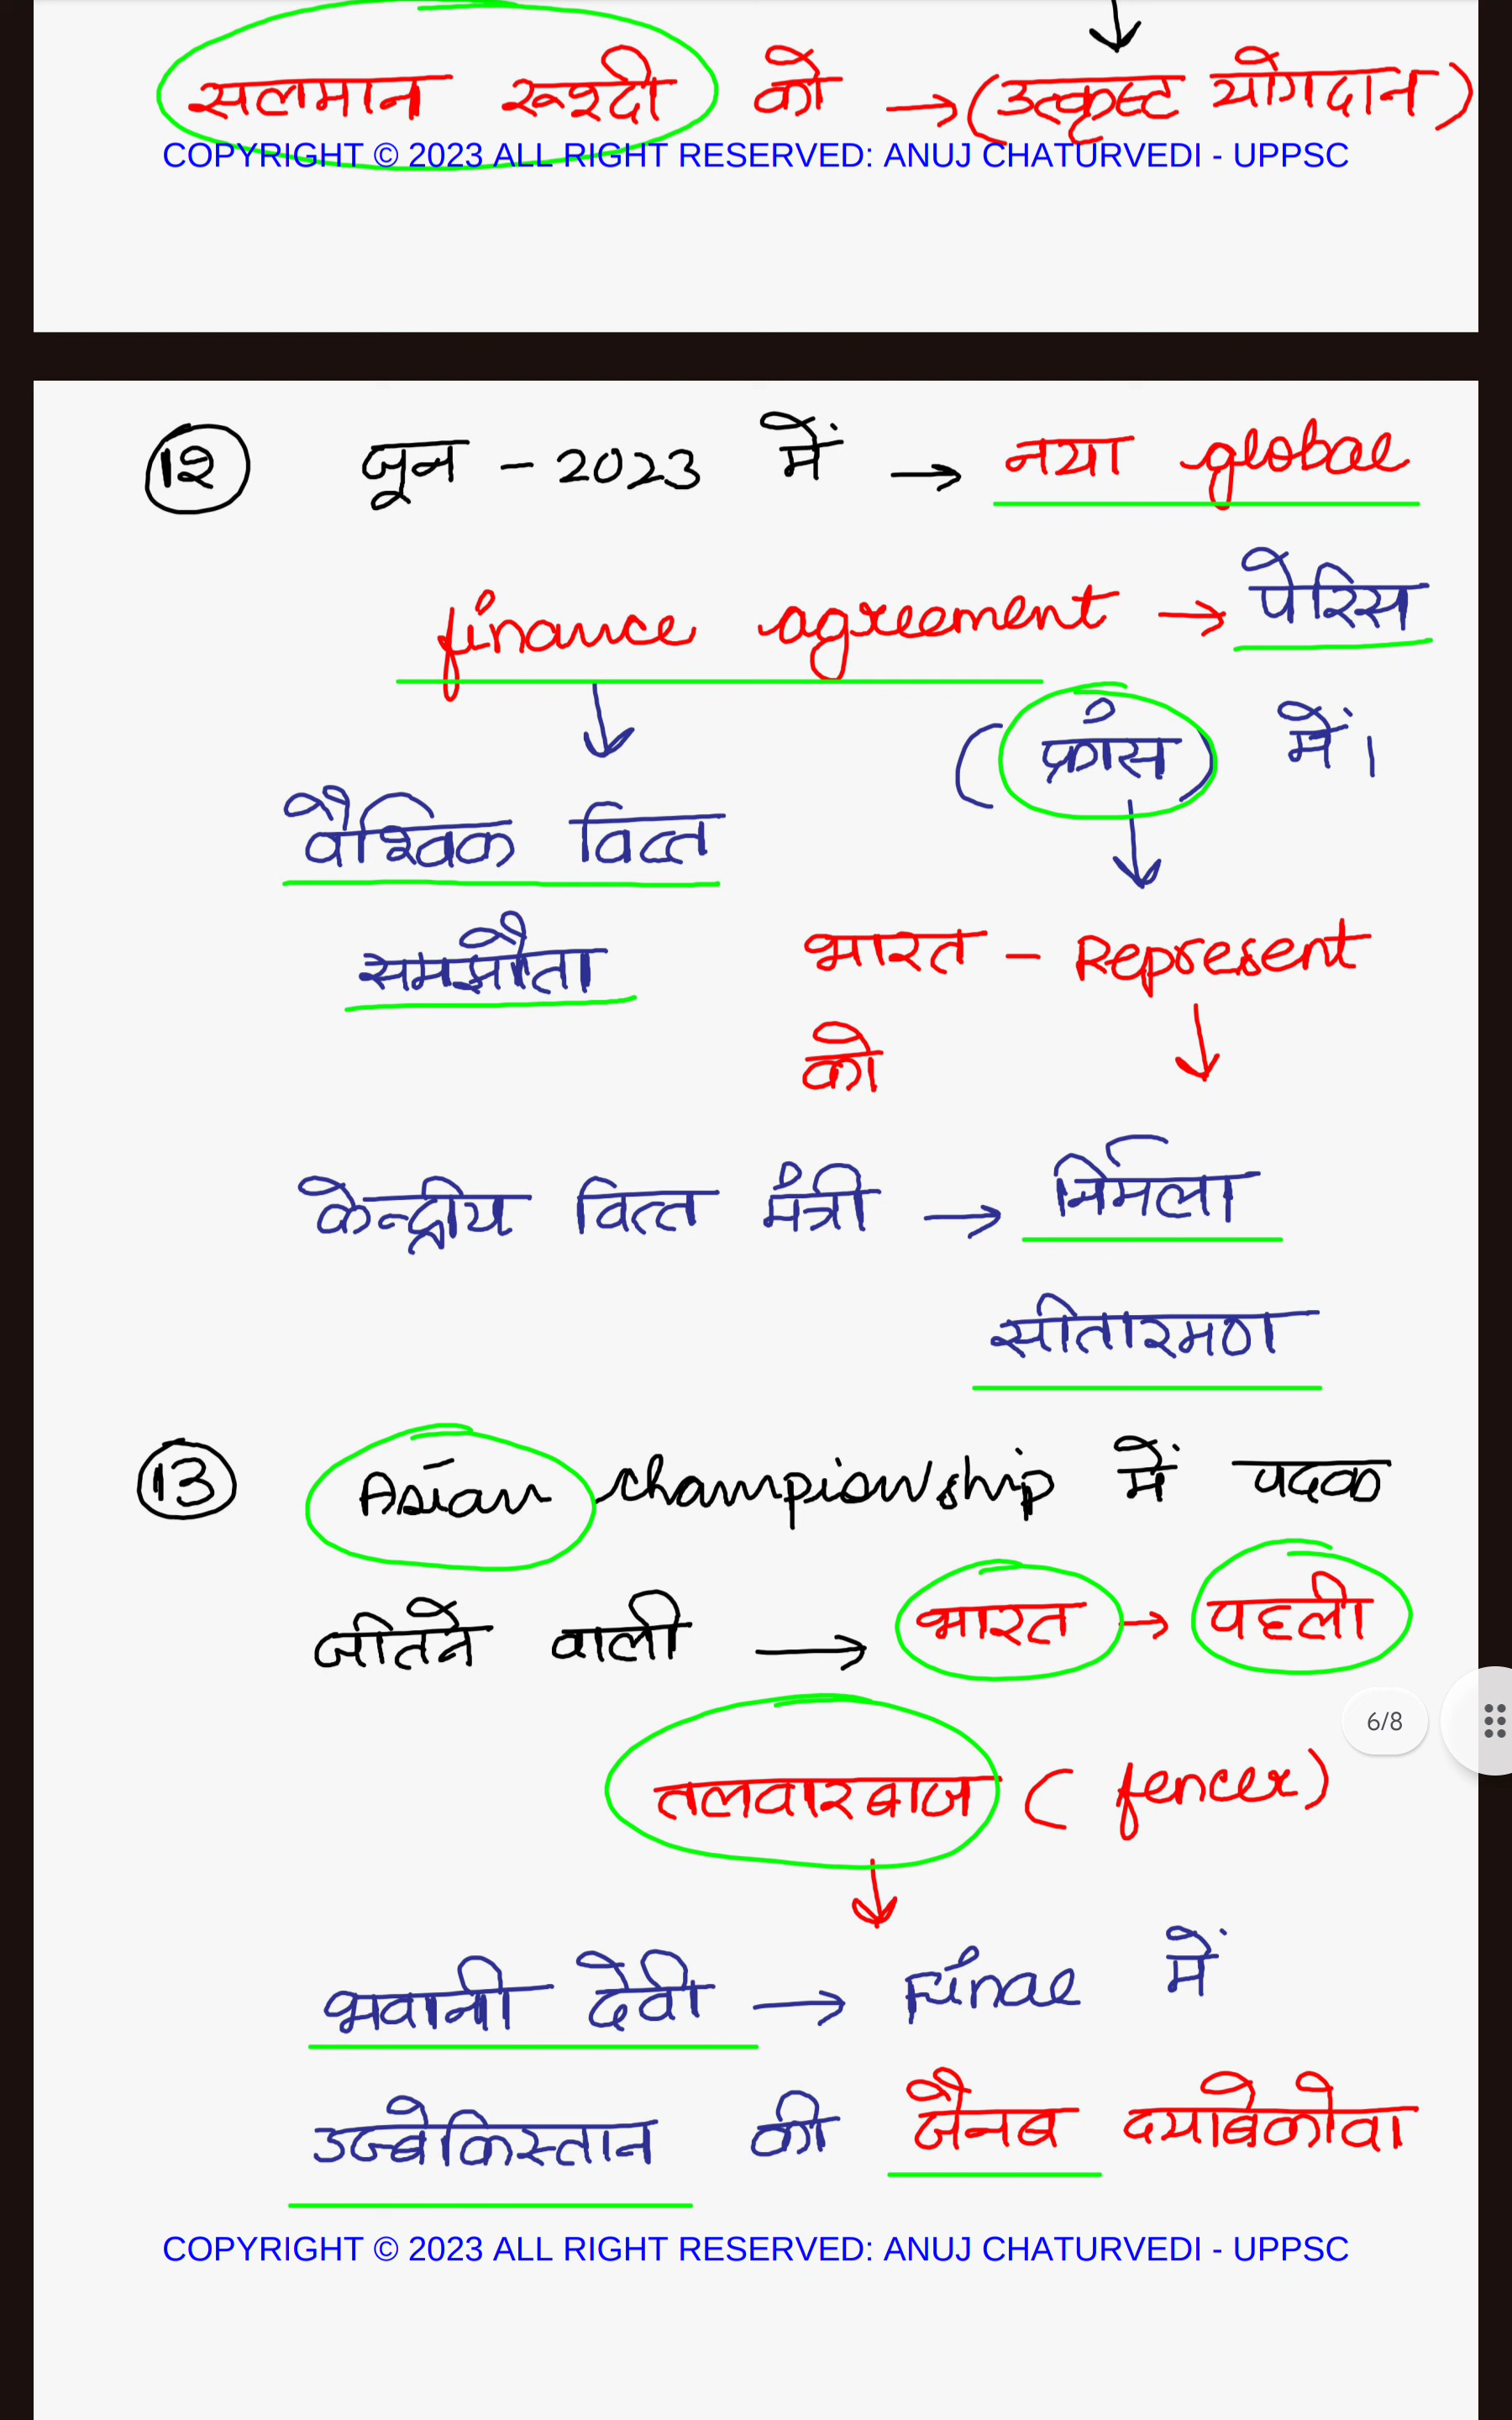 सलमान रुश्दी को → (उत्कृष्ट योगदान)
COPYRIGHT © 2023 ALL RIGHT RESERVED: ANUJ CHATURVEDI - UPPSC
12 जून - 2023 में → नया global
finance agreement → पेरिस
(फ्रांस) में।
वैश्विक वित्त
समझौता भारत - Represent
को
केन्द्रीय वित्त मंत्री → निर्मला
सीतारमण
13 Asian championship में पदक
जीतने वाली → भारत → पहली
6/8
तलवारबाज (fencer)
भवानी देवी → Final में
उज्बेकिस्तान की जैनब दयाबेकोवा
COPYRIGHT © 2023 ALL RIGHT RESERVED: ANUJ CHATURVEDI - UPPSC